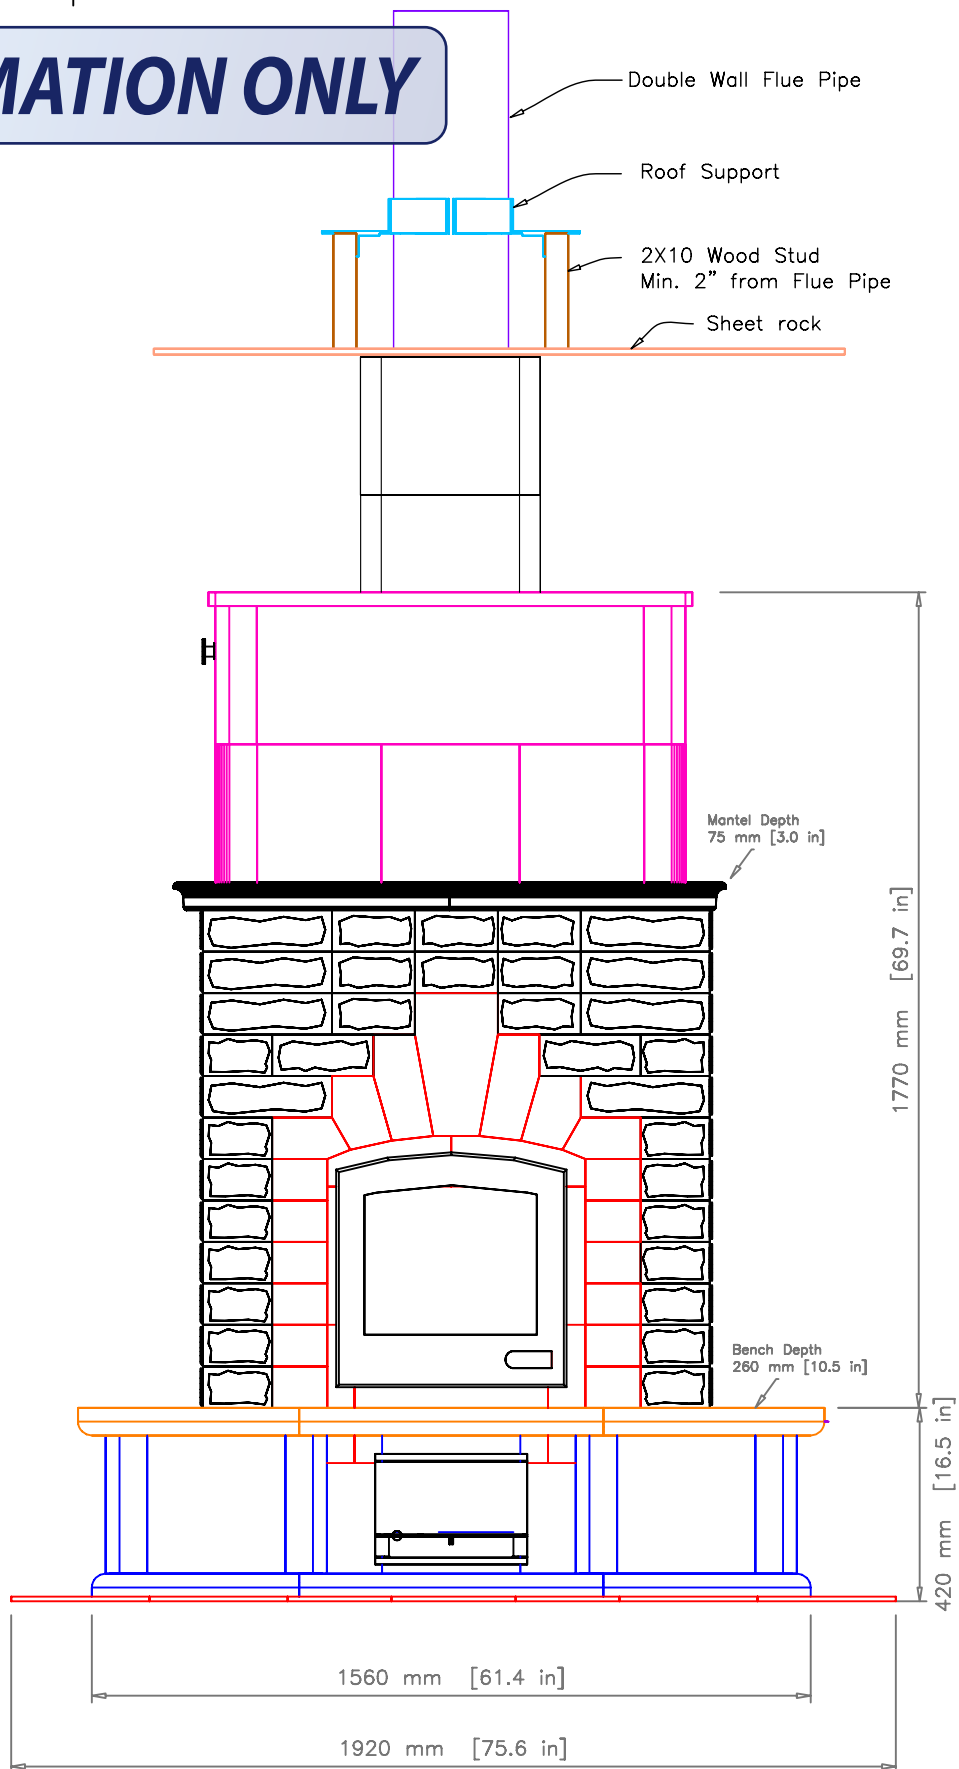 MATION ONLY
Double Wall Flue Pipe
Roof Support
2X10 Wood Stud
Min. 2" from Flue Pipe
Sheet rock
Mantel Depth
75 mm [3.0 in]
1770 mm [69.7 in]
Bench Depth
260 mm [10.5 in]
420 mm [16.5 in]
1560 mm [61.4 in]
1920 mm [75.6 in]